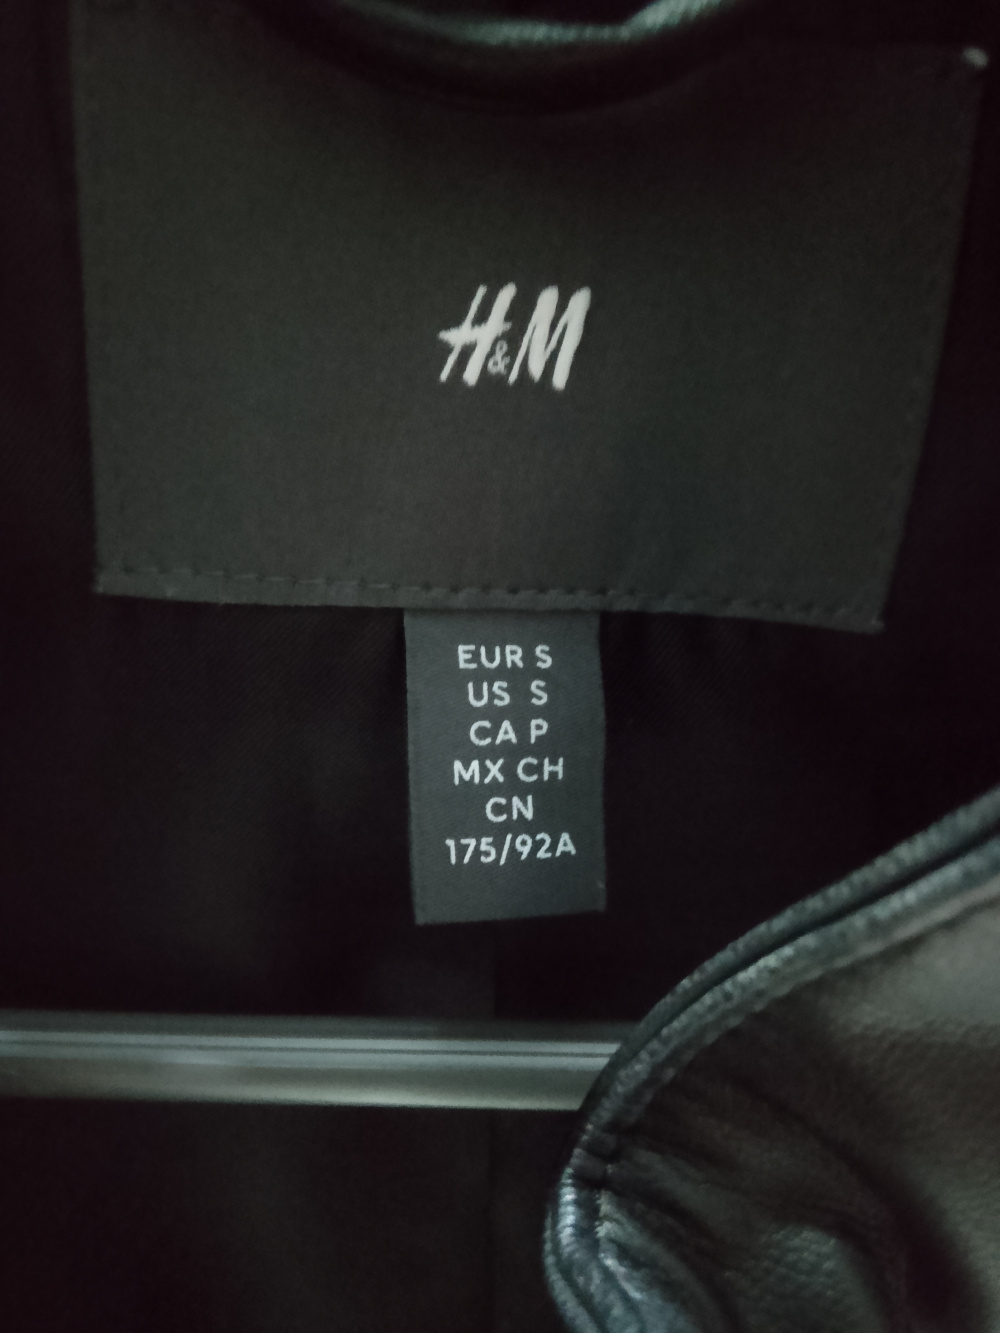 H&M
EUR S
US S
CA P
MX CH
CN
175/92A